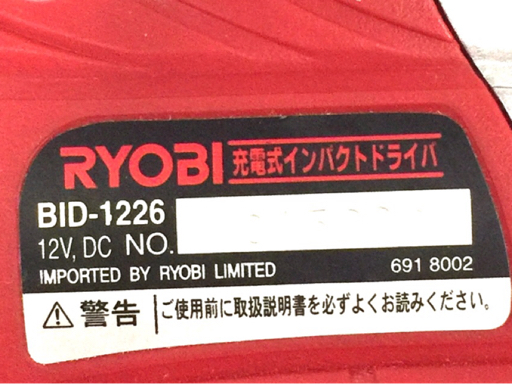 RYOBI 充電式インパクトドライバ
BID-1226
12V, DC NO.
IMPORTED BY RYOBI LIMITED 691 8002
⚠ 警告 ご使用前に取扱説明書を必ずよくお読みください。